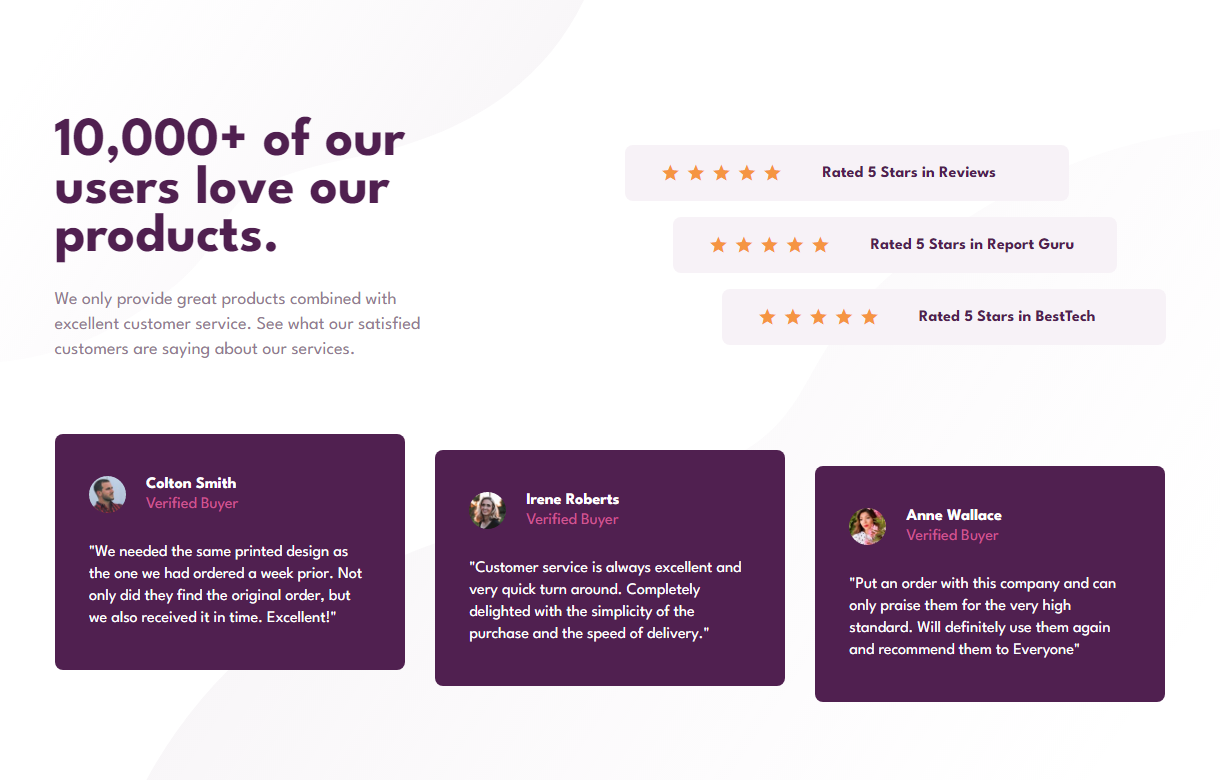 10,000+ of our
users love our
products.
We only provide great products combined with
excellent customer service. See what our satisfied
customers are saying about our services.
Rated 5 Stars in Reviews
Rated 5 Stars in Report Guru
Rated 5 Stars in BestTech
Colton Smith
Verified Buyer
"We needed the same printed design as
the one we had ordered a week prior. Not
only did they find the original order, but
we also received it in time. Excellent!"
Irene Roberts
Verified Buyer
"Customer service is always excellent and
very quick turn around. Completely
delighted with the simplicity of the
purchase and the speed of delivery."
Anne Wallace
Verified Buyer
"Put an order with this company and can
only praise them for the very high
standard. Will definitely use them again
and recommend them to Everyone"